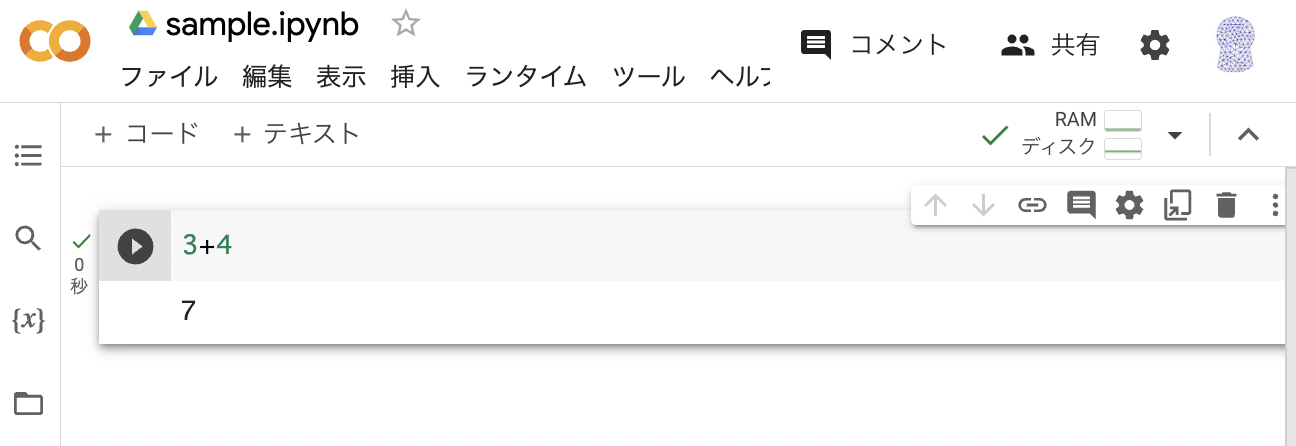 sample.ipynb
コメント 共有
ファイル 編集 表示 挿入 ランタイム ツール ヘル
+ コード + テキスト
RAM
ディスク
3+4
0
秒
{x}
7